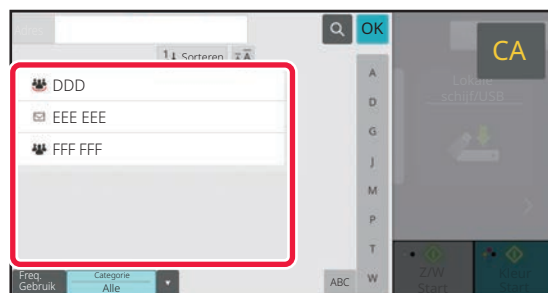 Adres
OK
CA
1↓ Sorteren
DDD
EEE EEE
FFF FFF
A
D
G
J
M
P
T
W
Lokale
schijf/USB
Freq.
Gebruik
Categorie
Alle
ABC
Z/W
Start
Kleur
Start